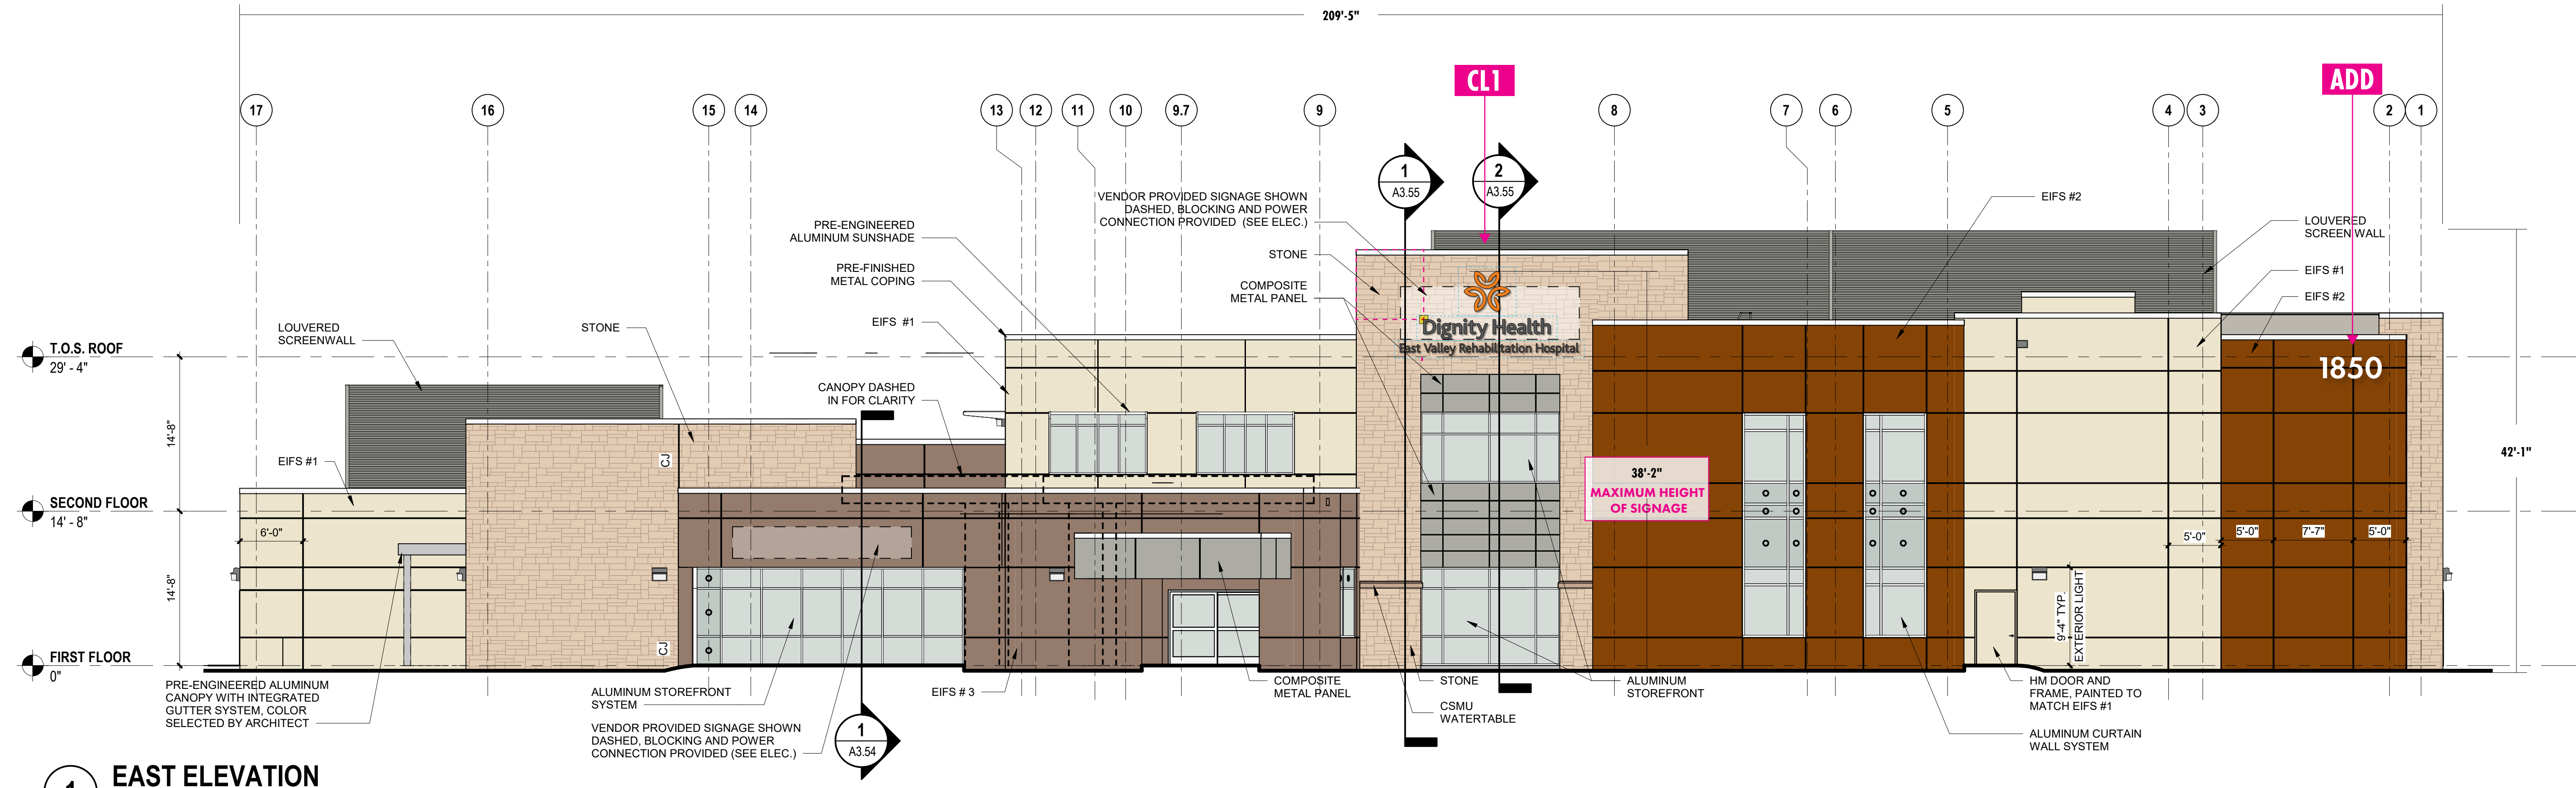 209'-5"
CL1
ADD
17
16
15
14
13
12
11
10
9.7
9
8
7
6
5
4
3
2
1
1
A3.55
2
A3.55
VENDOR PROVIDED SIGNAGE SHOWN
DASHED, BLOCKING AND POWER
CONNECTION PROVIDED (SEE ELEC.)
EIFS #2
PRE-ENGINEERED
ALUMINUM SUNSHADE
LOUVERED
SCREEN WALL
STONE
PRE-FINISHED
METAL COPING
COMPOSITE
METAL PANEL
EIFS #1
EIFS #2
EIFS #1
LOUVERED
SCREENWALL
STONE
Dignity Health
East Valley Rehabilitation Hospital
T.O.S. ROOF
29' - 4"
1850
CANOPY DASHED
IN FOR CLARITY
14'-8"
42'-1"
EIFS #1
CJ
38'-2"
MAXIMUM HEIGHT
OF SIGNAGE
SECOND FLOOR
14' - 8"
6'-0"
5'-0"
5'-0"
7'-7"
5'-0"
14'-8"
9'-4" TYP.
EXTERIOR LIGHT
CJ
FIRST FLOOR
0"
PRE-ENGINEERED ALUMINUM
CANOPY WITH INTEGRATED
GUTTER SYSTEM, COLOR
SELECTED BY ARCHITECT
ALUMINUM STOREFRONT
SYSTEM
EIFS # 3
COMPOSITE
METAL PANEL
STONE
CSMU
WATERTABLE
ALUMINUM
STOREFRONT
HM DOOR AND
FRAME, PAINTED TO
MATCH EIFS #1
VENDOR PROVIDED SIGNAGE SHOWN
DASHED, BLOCKING AND POWER
CONNECTION PROVIDED (SEE ELEC.)
1
A3.54
ALUMINUM CURTAIN
WALL SYSTEM
1
EAST ELEVATION